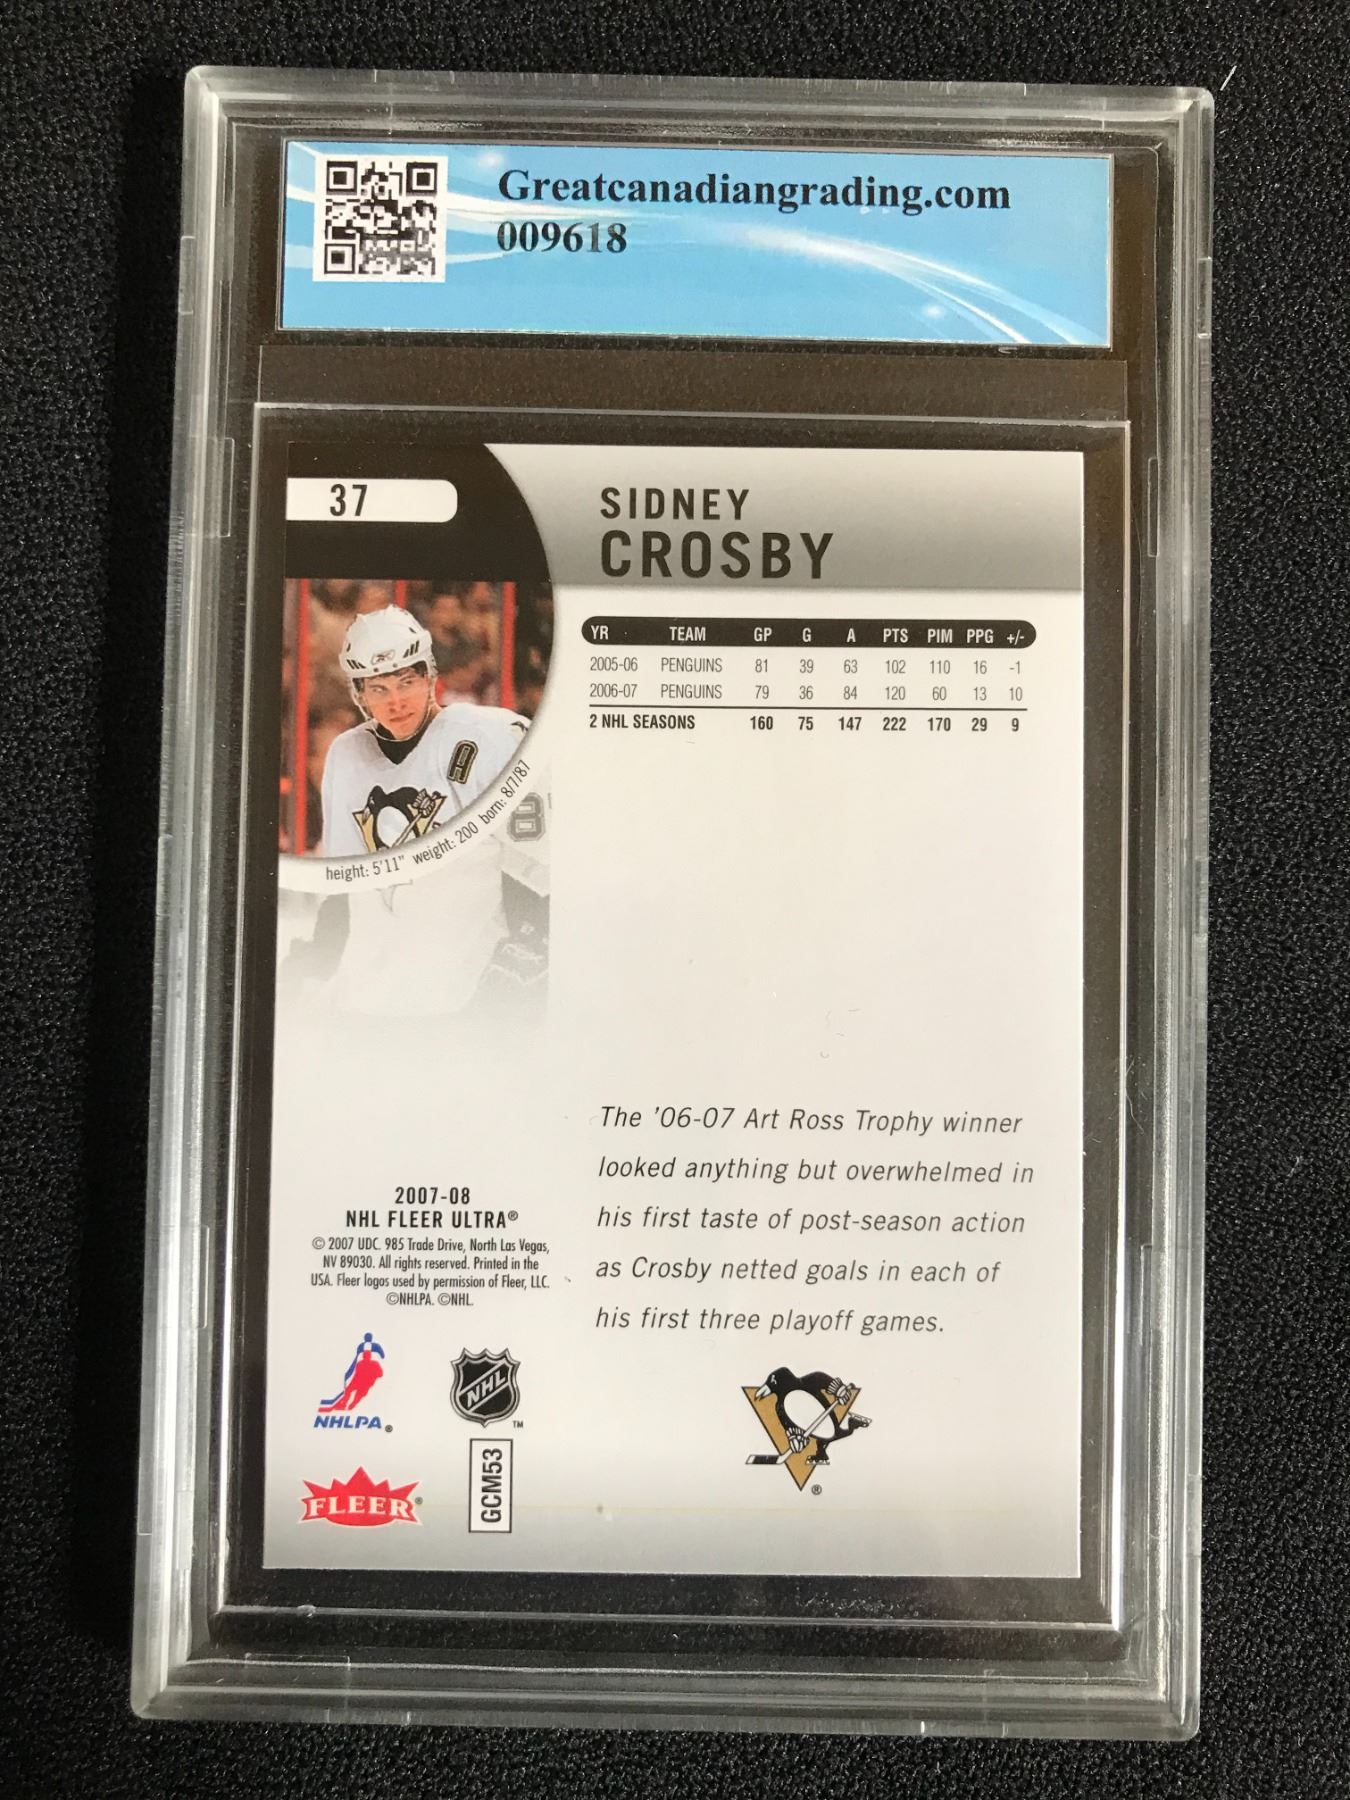 Greatcanadiangrading.com
009618
37
SIDNEY
CROSBY
YR TEAM GP G A PTS PIM PPG +/-
2005-06 PENGUINS 81 39 63 102 110 16 -1
2006-07 PENGUINS 79 36 84 120 60 13 10
2 NHL SEASONS 160 75 147 222 170 29 9
height: 5'11" weight: 200 born: 8/7/87
The '06-07 Art Ross Trophy winner
looked anything but overwhelmed in
his first taste of post-season action
as Crosby netted goals in each of
his first three playoff games.
2007-08
NHL FLEER ULTRA®
© 2007 UDC. 985 Trade Drive, North Las Vegas,
NV 89030. All rights reserved. Printed in the
USA. Fleer logos used by permission of Fleer, LLC.
©NHLPA. ©NHL.
NHLPA®
NHL™
FLEER®
GCM53
®
A
8